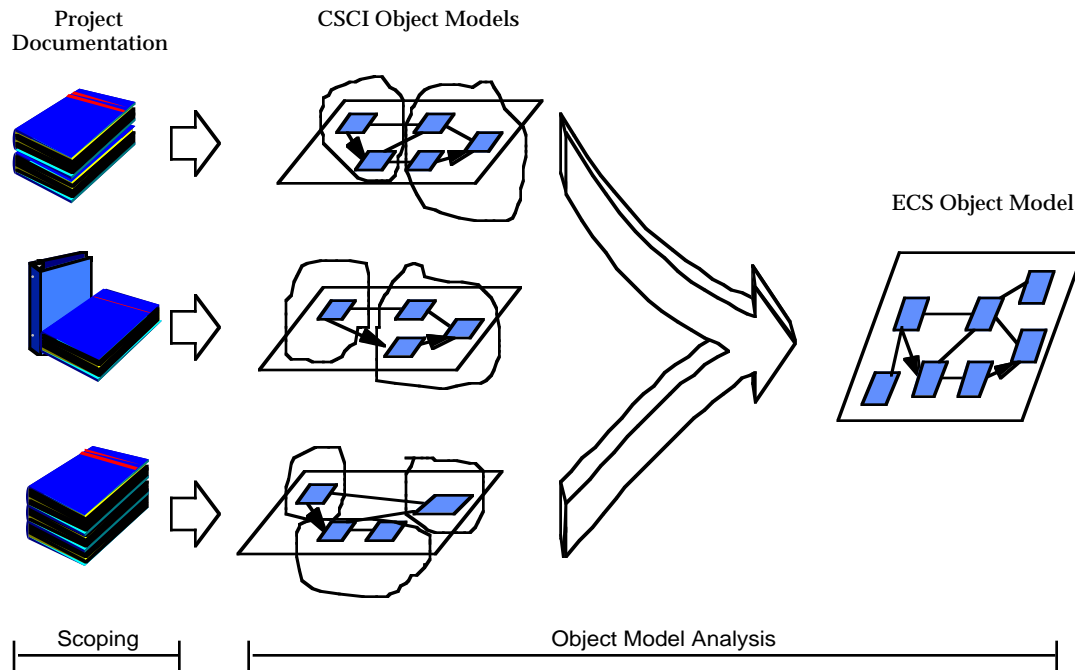 Project
Documentation
CSCI Object Models
ECS Object Model
Scoping
Object Model Analysis